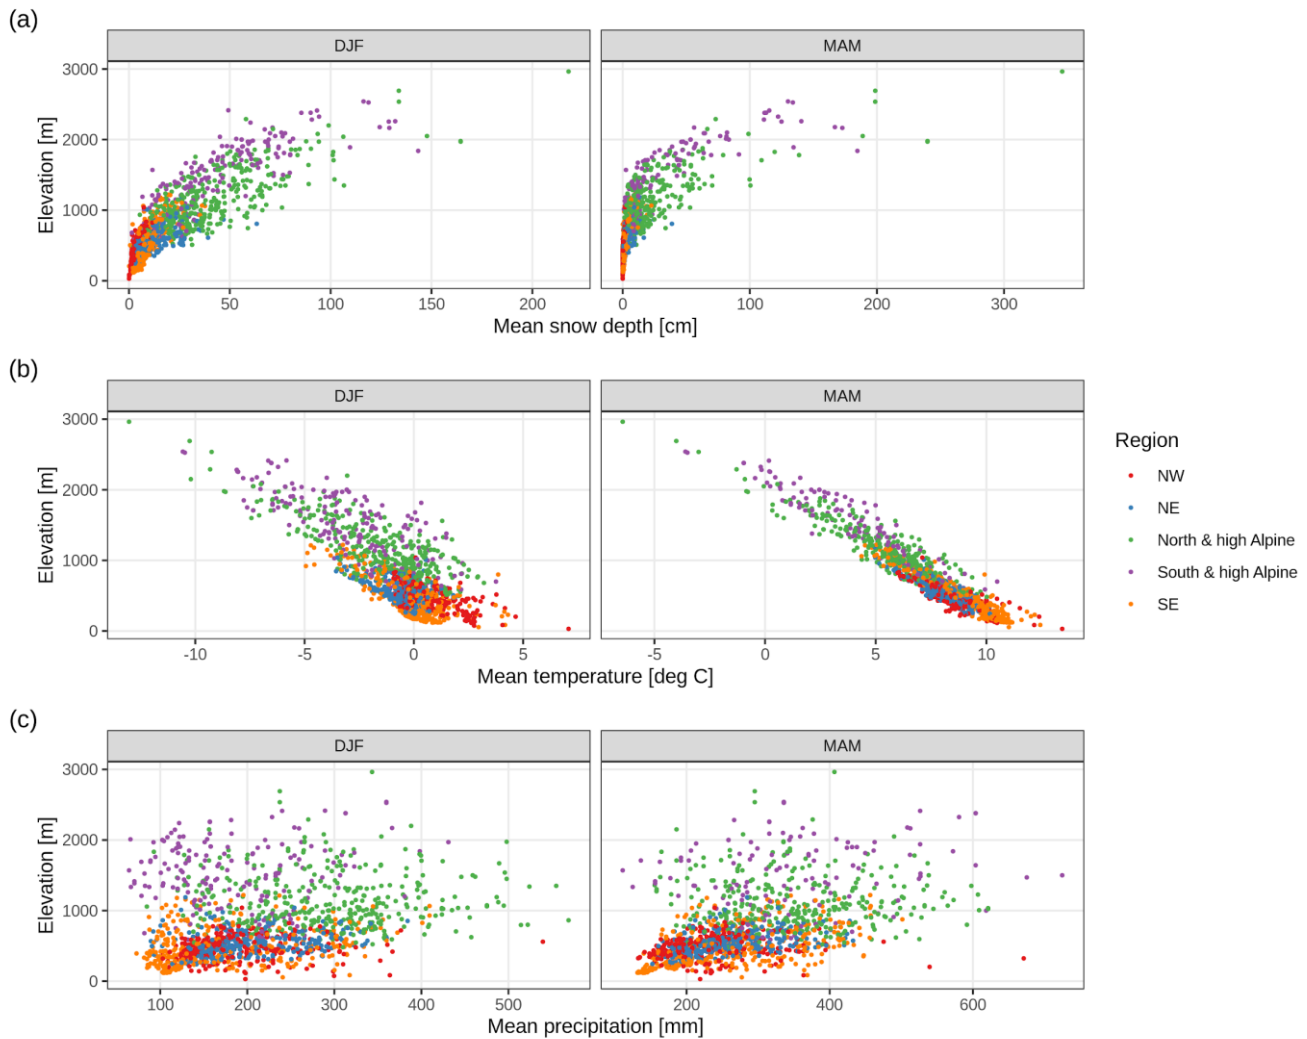 (a)
DJF
MAM
Elevation [m]
3000
2000
1000
0
0
50
100
150
200
0
100
200
300
Mean snow depth [cm]
(b)
DJF
MAM
Elevation [m]
3000
2000
1000
0
-10
-5
0
5
-5
0
5
10
Mean temperature [deg C]
Region
NW
NE
North & high Alpine
South & high Alpine
SE
(c)
DJF
MAM
Elevation [m]
3000
2000
1000
0
100
200
300
400
500
200
400
600
Mean precipitation [mm]